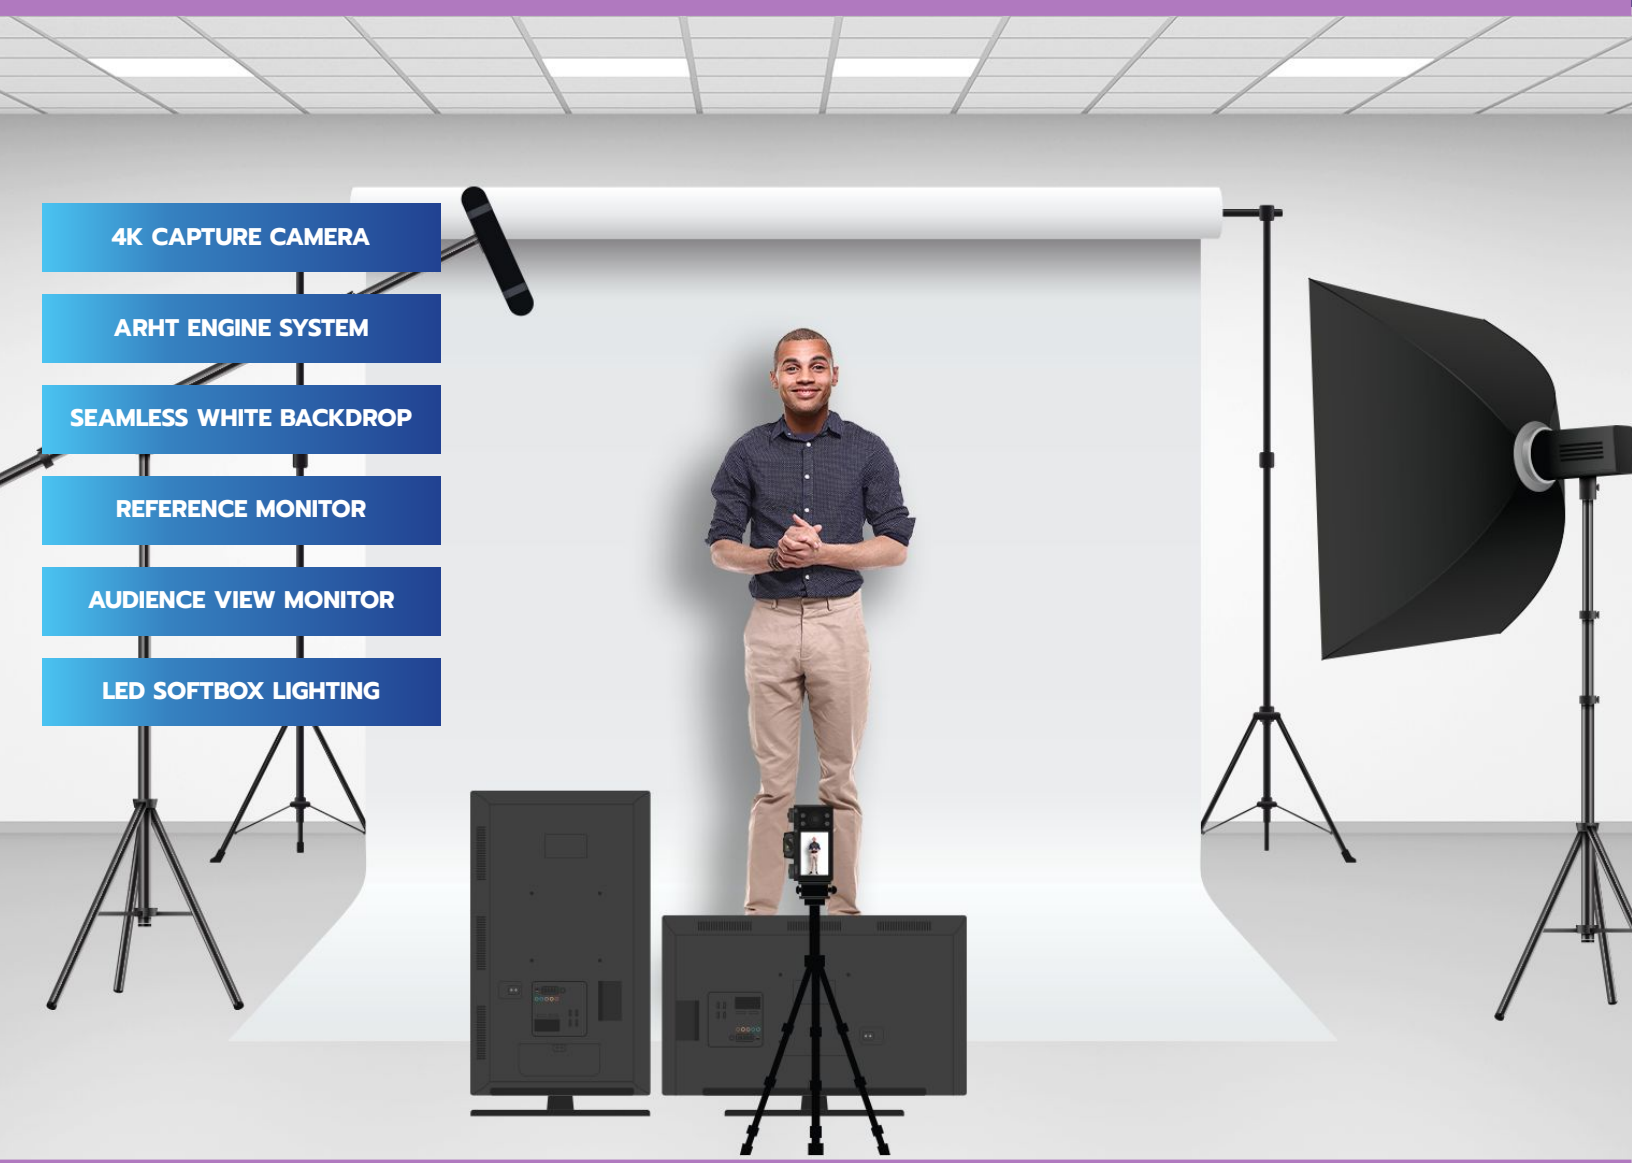 4K CAPTURE CAMERA
ARHT ENGINE SYSTEM
SEAMLESS WHITE BACKDROP
REFERENCE MONITOR
AUDIENCE VIEW MONITOR
LED SOFTBOX LIGHTING